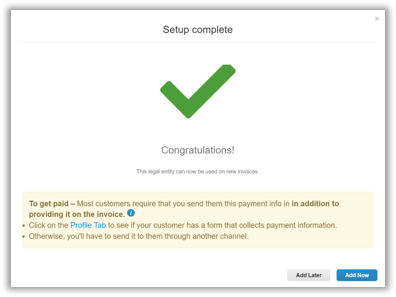 ×
Setup complete
Congratulations!
This legal entity can now be used on new invoices.
To get paid – Most customers require that you send them this payment info in in addition to
providing it on the invoice. i
• Click on the Profile Tab to see if your customer has a form that collects payment information.
• Otherwise, you'll have to send it to them through another channel.
Add Later Add Now